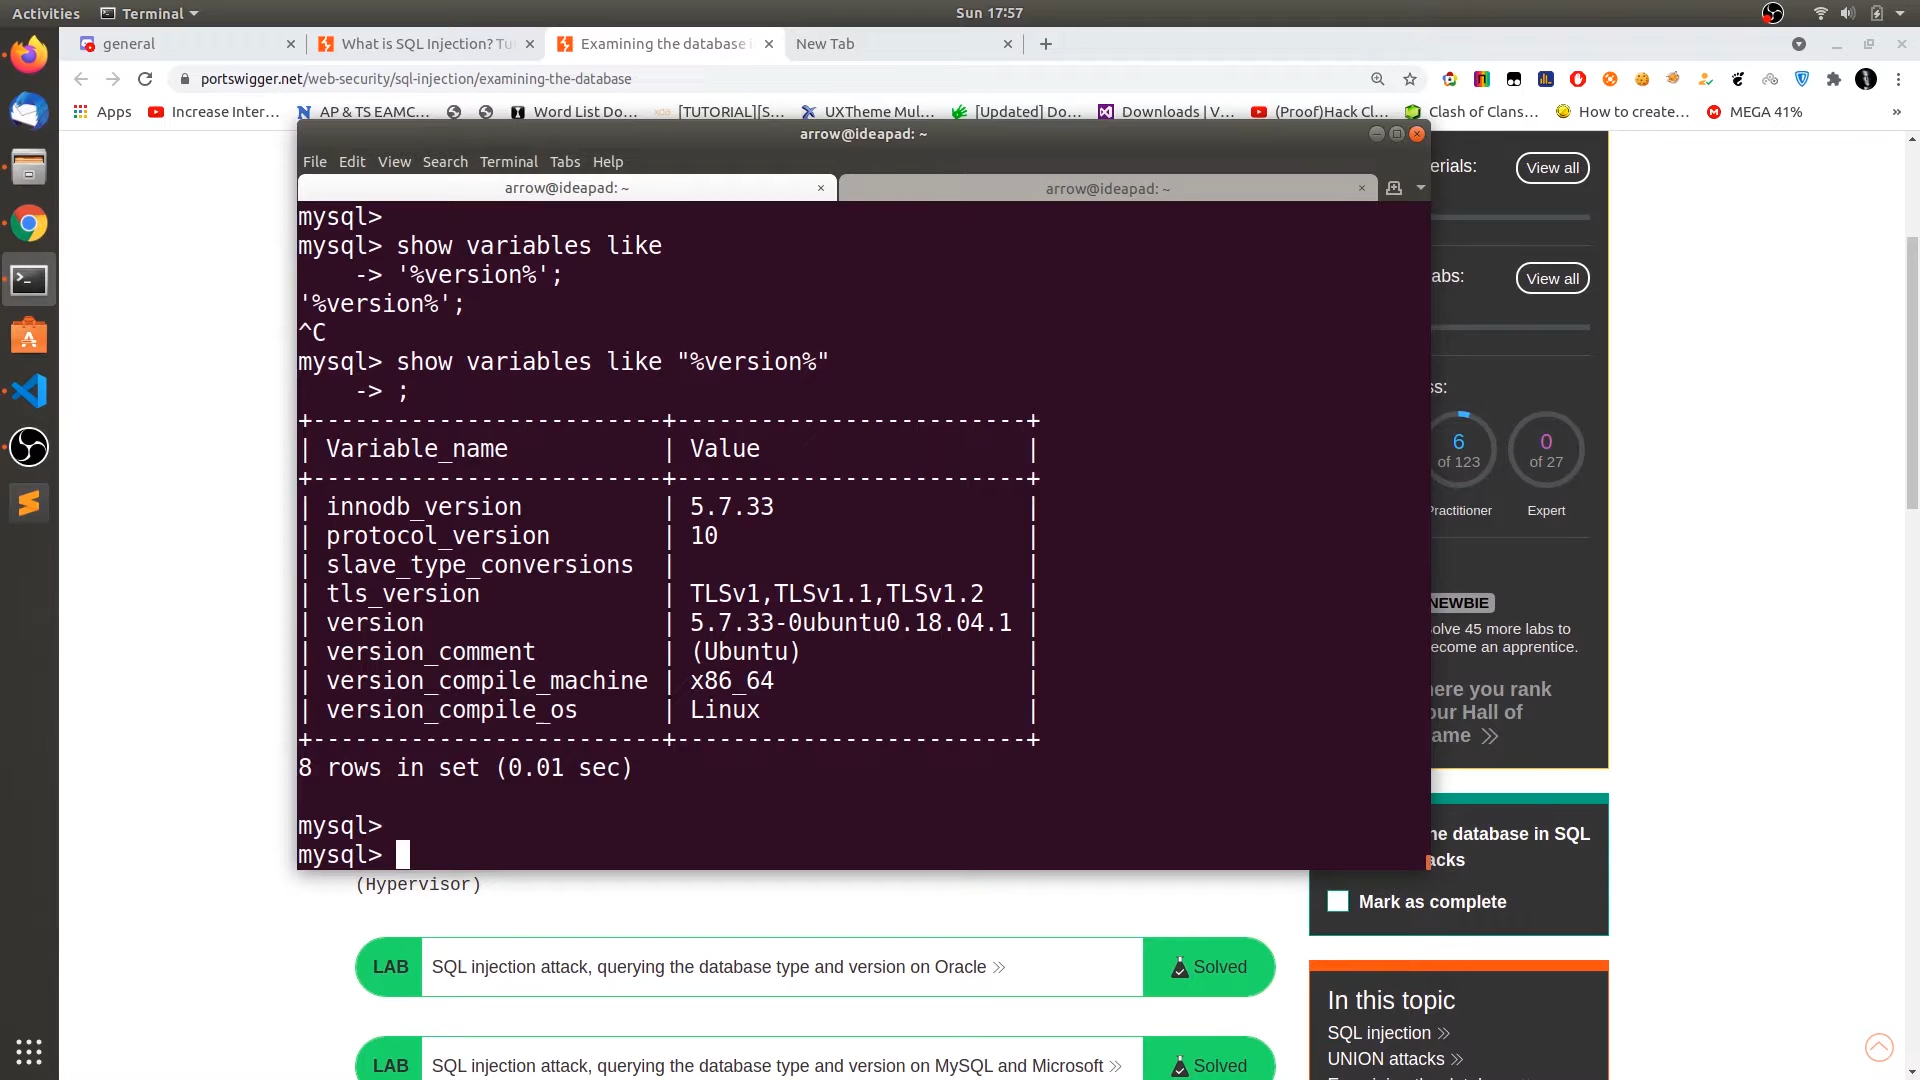 Activities
Terminal
Sun 17:57
general
What is SQL Injection? Tu
Examining the database i
New Tab
portswigger.net/web-security/sql-injection/examining-the-database
Apps
Increase Inter...
AP & TS EAMC...
Word List Do...
[TUTORIAL][S...
UXTheme Mul...
[Updated] Do...
Downloads | V...
(Proof)Hack Cl...
Clash of Clans...
How to create...
MEGA 41%
»
arrow@ideapad: ~
File Edit View Search Terminal Tabs Help
arrow@ideapad: ~
arrow@ideapad: ~
mysql>
mysql> show variables like
    -> '%version%';
'%version%';
^C
mysql> show variables like "%version%"
    -> ;
+-------------------------+-------------------------+
| Variable_name           | Value                   |
+-------------------------+-------------------------+
| innodb_version          | 5.7.33                  |
| protocol_version        | 10                      |
| slave_type_conversions  |                         |
| tls_version             | TLSv1,TLSv1.1,TLSv1.2   |
| version                 | 5.7.33-0ubuntu0.18.04.1 |
| version_comment         | (Ubuntu)                |
| version_compile_machine | x86_64                  |
| version_compile_os      | Linux                   |
+-------------------------+-------------------------+
8 rows in set (0.01 sec)
mysql>
mysql>
erials:
View all
abs:
View all
ss:
6
of 123
0
of 27
Practitioner
Expert
NEWBIE
olve 45 more labs to
ecome an apprentice.
here you rank
our Hall of
ame »
he database in SQL
acks
Mark as complete
(Hypervisor)
LAB
SQL injection attack, querying the database type and version on Oracle »
Solved
LAB
SQL injection attack, querying the database type and version on MySQL and Microsoft »
Solved
In this topic
SQL injection »
UNION attacks »